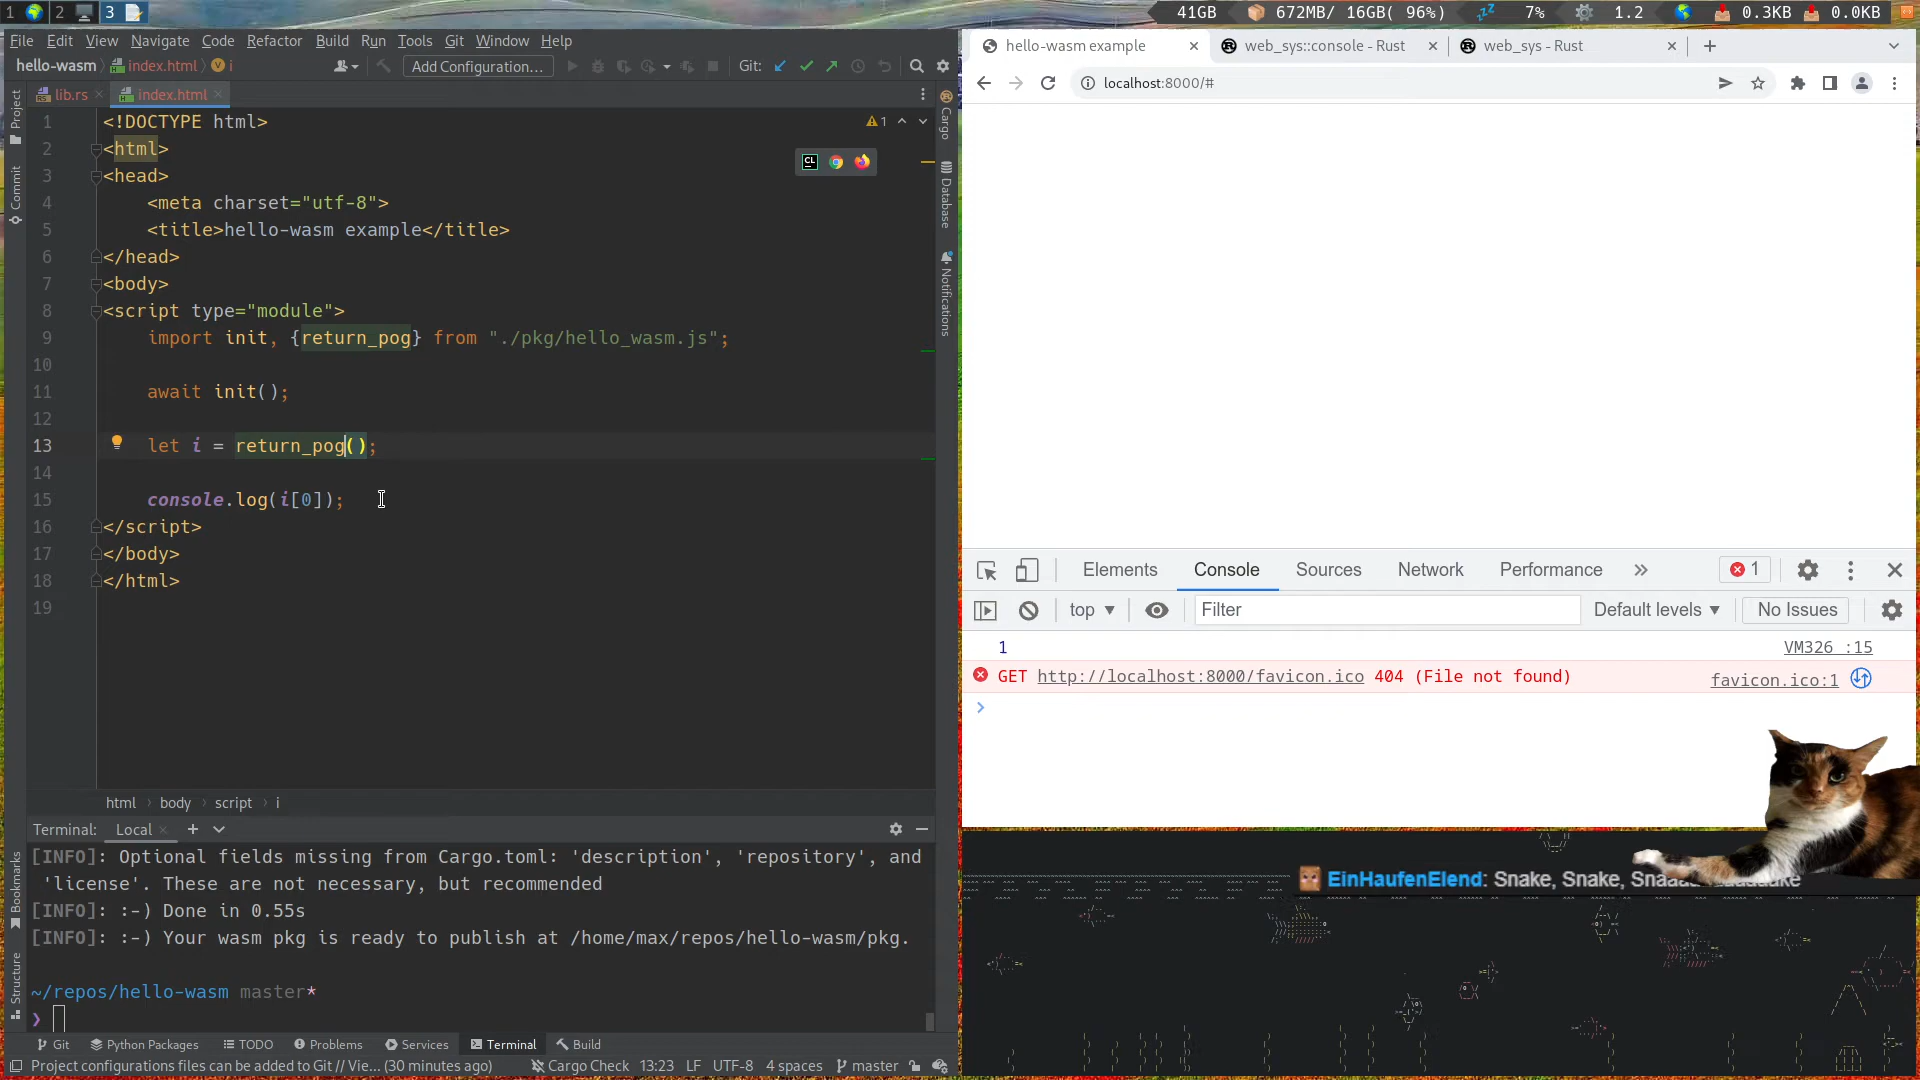 1 2 3 41GB 672MB/ 16GB( 96%) 7% 1.2 0.3KB 0.0KB
File Edit View Navigate Code Refactor Build Run Tools Git Window Help
hello-wasm index.html i Add Configuration... Git:
lib.rs index.html
Project
Commit
Bookmarks
Structure
1 <!DOCTYPE html>
2 <html>
3 <head>
4 <meta charset="utf-8">
5 <title>hello-wasm example</title>
6 </head>
7 <body>
8 <script type="module">
9 import init, {return_pog} from "./pkg/hello_wasm.js";
10
11 await init();
12
13 let i = return_pog();
14
15 console.log(i[0]);
16 </script>
17 </body>
18 </html>
19
1
CL
Cargo
Database
Notifications
html body script i
Terminal: Local
[INFO]: Optional fields missing from Cargo.toml: 'description', 'repository', and
'license'. These are not necessary, but recommended
[INFO]: :-) Done in 0.55s
[INFO]: :-) Your wasm pkg is ready to publish at /home/max/repos/hello-wasm/pkg.
~/repos/hello-wasm master*
❯
Git Python Packages TODO Problems Services Terminal Build
Project configurations files can be added to Git // Vie... (30 minutes ago) Cargo Check 13:23 LF UTF-8 4 spaces master
hello-wasm example web_sys::console - Rust web_sys - Rust
localhost:8000/#
Elements Console Sources Network Performance 1
top Filter Default levels No Issues
1 VM326 :15
GET http://localhost:8000/favicon.ico 404 (File not found) favicon.ico:1
EinHaufenElend: Snake, Snake,